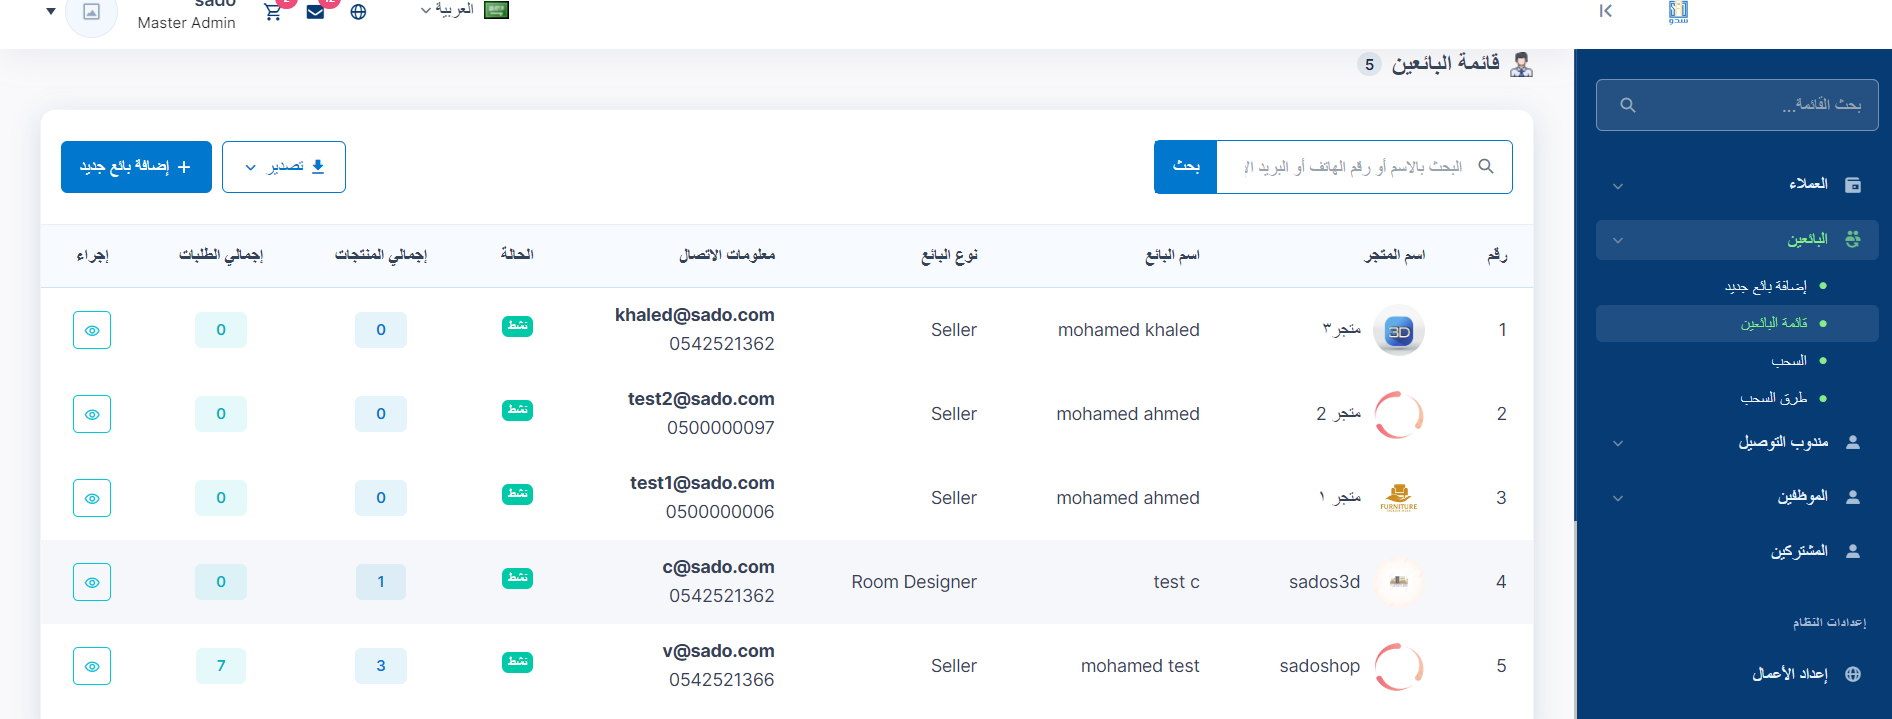 sado
Master Admin
العربية
سدو
قائمة البائعين 5
بحث القائمة...
العملاء
البائعين
إضافة بائع جديد
قائمة البائعين
السحب
طرق السحب
مندوب التوصيل
الموظفين
المشتركين
إعدادات النظام
إعداد الأعمال
البحث بالاسم أو رقم الهاتف أو البريد الإ
بحث
تصدير
إضافة بائع جديد
رقم اسم المتجر اسم البائع نوع البائع معلومات الاتصال الحالة إجمالي المنتجات إجمالي الطلبات إجراء
1 متجر٣ mohamed khaled Seller khaled@sado.com نشط 0 0
0542521362
3D
2 متجر 2 mohamed ahmed Seller test2@sado.com نشط 0 0
0500000097
3 متجر ١ mohamed ahmed Seller test1@sado.com نشط 0 0
0500000006
FURNITURE
4 sados3d test c Room Designer c@sado.com نشط 1 0
0542521362
5 sadoshop mohamed test Seller v@sado.com نشط 3 7
0542521366